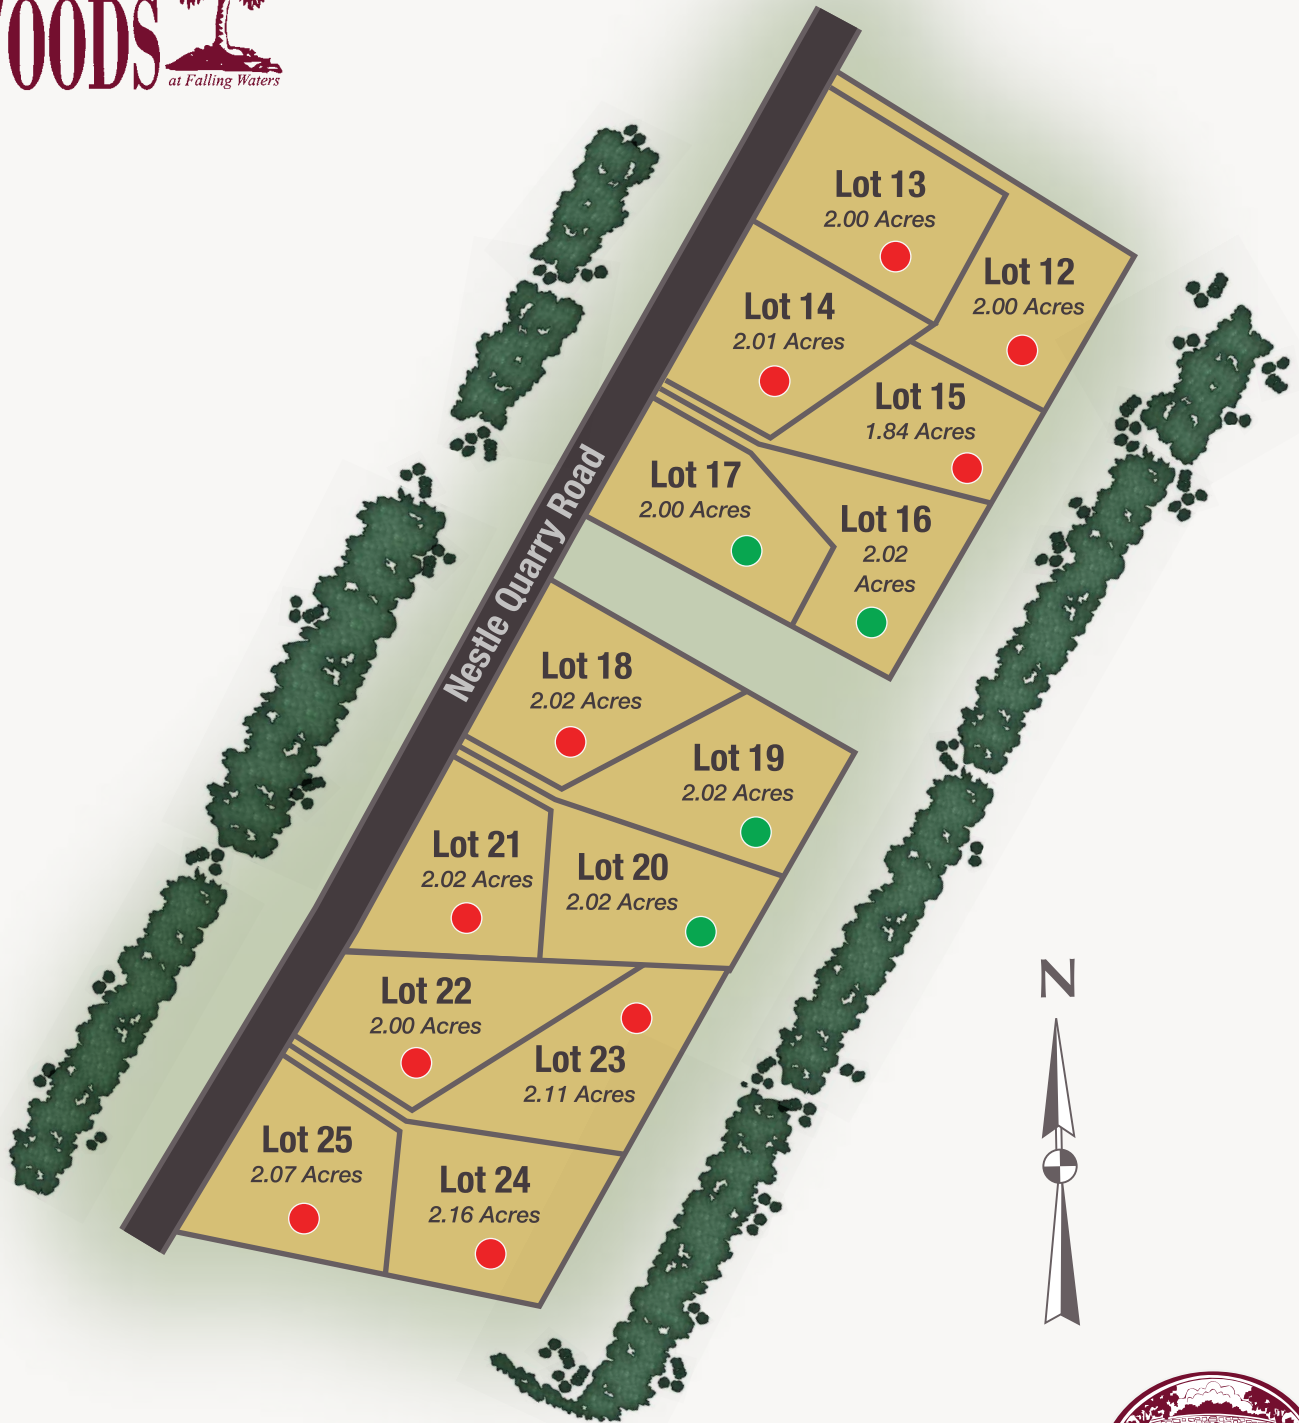 OODS
at Falling Waters
Lot 13
2.00 Acres
Lot 12
2.00 Acres
Lot 14
2.01 Acres
Lot 15
1.84 Acres
Lot 17
2.00 Acres
Lot 16
2.02
Acres
Nestle Quarry Road
Lot 18
2.02 Acres
Lot 19
2.02 Acres
Lot 21
2.02 Acres
Lot 20
2.02 Acres
Lot 22
2.00 Acres
Lot 23
2.11 Acres
Lot 25
2.07 Acres
Lot 24
2.16 Acres
N